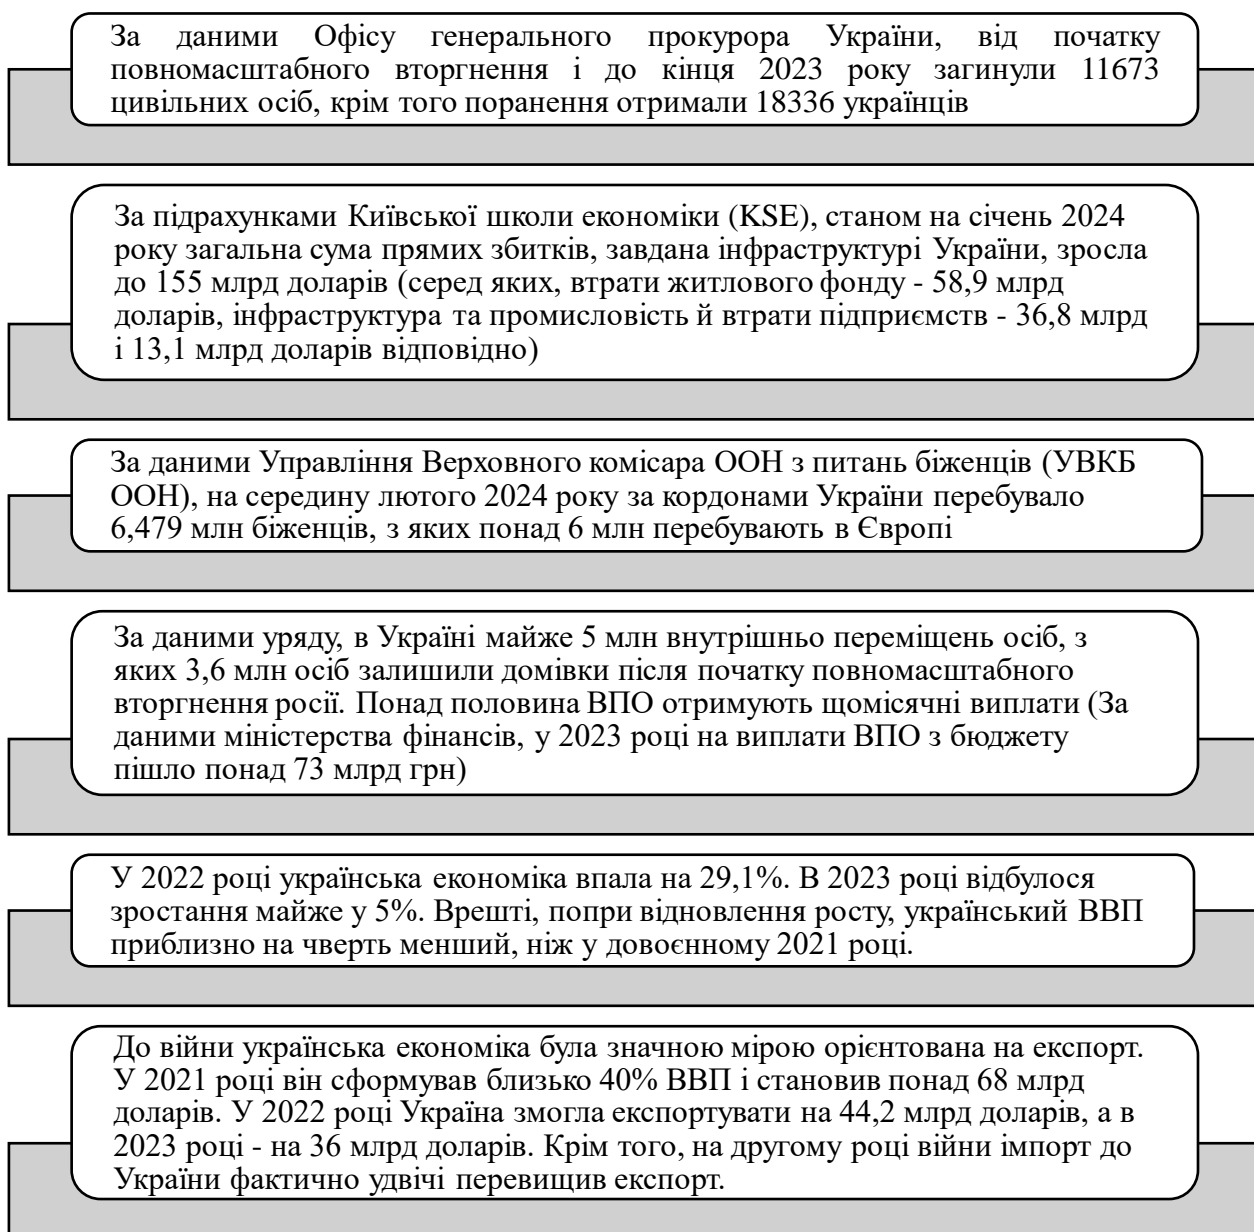 За даними Офісу генерального прокурора України, від початку
повномасштабного вторгнення і до кінця 2023 року загинули 11673
цивільних осіб, крім того поранення отримали 18336 українців
За підрахунками Київської школи економіки (KSE), станом на січень 2024
року загальна сума прямих збитків, завдана інфраструктурі України, зросла
до 155 млрд доларів (серед яких, втрати житлового фонду - 58,9 млрд
доларів, інфраструктура та промисловість й втрати підприємств - 36,8 млрд
і 13,1 млрд доларів відповідно)
За даними Управління Верховного комісара ООН з питань біженців (УВКБ
ООН), на середину лютого 2024 року за кордонами України перебувало
6,479 млн біженців, з яких понад 6 млн перебувають в Європі
За даними уряду, в Україні майже 5 млн внутрішньо переміщень осіб, з
яких 3,6 млн осіб залишили домівки після початку повномасштабного
вторгнення росії. Понад половина ВПО отримують щомісячні виплати (За
даними міністерства фінансів, у 2023 році на виплати ВПО з бюджету
пішло понад 73 млрд грн)
У 2022 році українська економіка впала на 29,1%. В 2023 році відбулося
зростання майже у 5%. Врешті, попри відновлення росту, український ВВП
приблизно на чверть менший, ніж у довоєнному 2021 році.
До війни українська економіка була значною мірою орієнтована на експорт.
У 2021 році він сформував близько 40% ВВП і становив понад 68 млрд
доларів. У 2022 році Україна змогла експортувати на 44,2 млрд доларів, а в
2023 році - на 36 млрд доларів. Крім того, на другому році війни імпорт до
України фактично удвічі перевищив експорт.